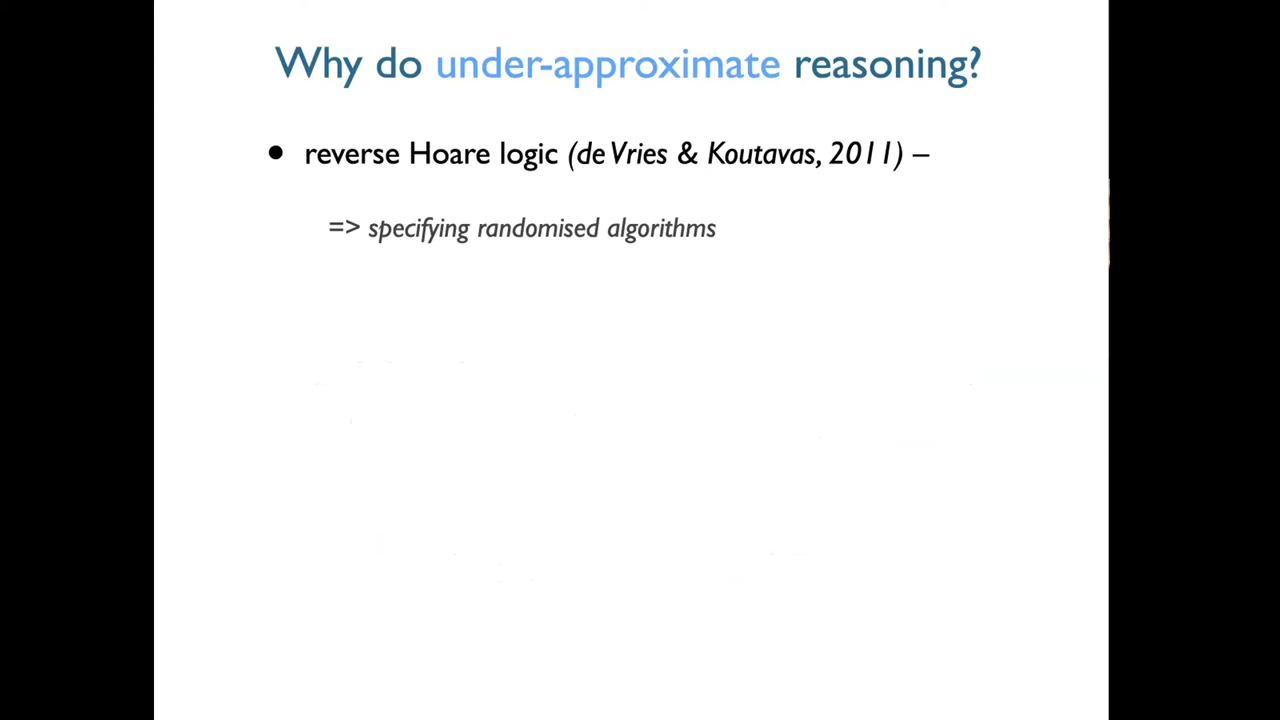 Why do under-approximate reasoning?
• reverse Hoare logic (de Vries & Koutavas, 2011) –
=> specifying randomised algorithms